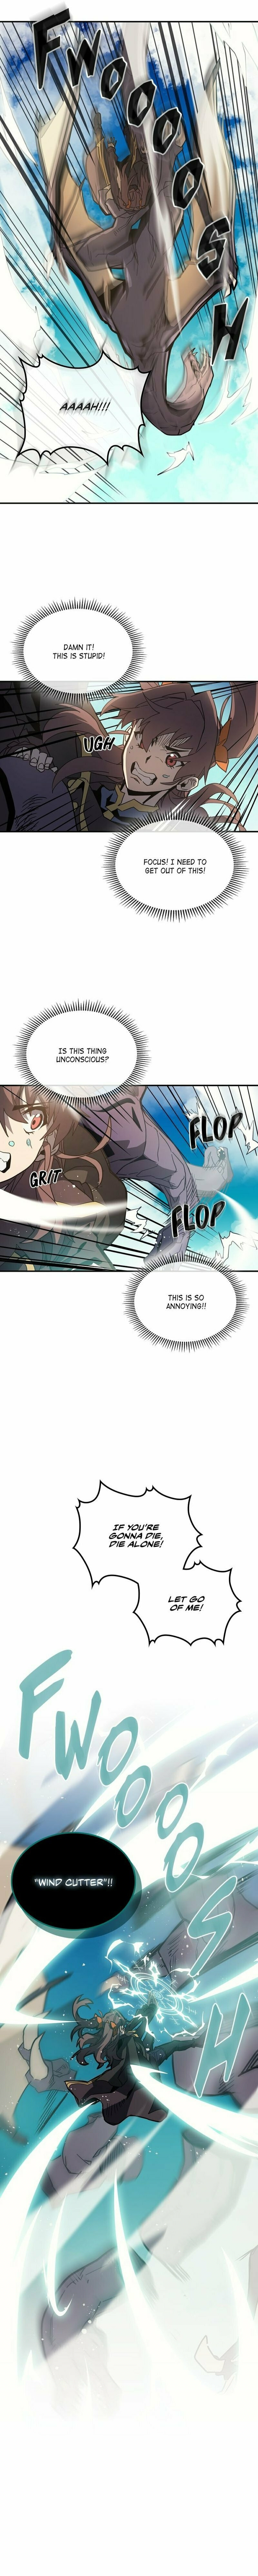 FWOOOOSH
AAAAH!!!
DAMN IT!
THIS IS STUPID!
UGH
FOCUS! I NEED TO
GET OUT OF THIS!
IS THIS THING
UNCONSCIOUS?
FLOP
GRIT
FLOP
THIS IS SO
ANNOYING!!
IF YOU'RE
GONNA DIE,
DIE ALONE!
LET GO
OF ME!
FWOOOOSH
"WIND CUTTER"!!